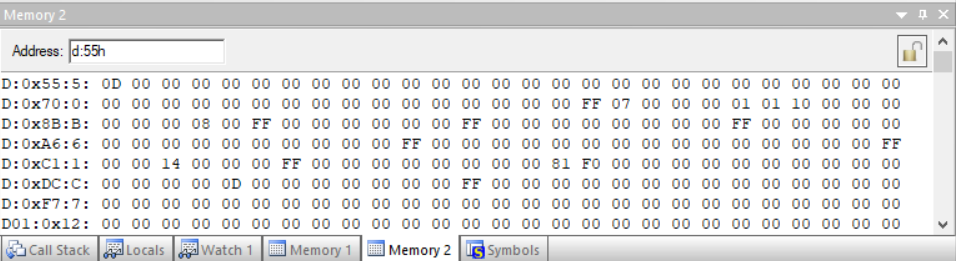 Memory 2
Address: d:55h
D:0x55:5: 0D 00 00 00 00 00 00 00 00 00 00 00 00 00 00 00 00 00 00 00 00 00 00 00 00 00 00
D:0x70:0: 00 00 00 00 00 00 00 00 00 00 00 00 00 00 00 00 FF 07 00 00 00 01 01 10 00 00 00
D:0x8B:B: 00 00 00 08 00 FF 00 00 00 00 00 00 FF 00 00 00 00 00 00 00 00 FF 00 00 00 00 00
D:0xA6:6: 00 00 00 00 00 00 00 00 00 00 FF 00 00 00 00 00 00 00 00 00 00 00 00 00 00 00 FF
D:0xC1:1: 00 00 14 00 00 00 FF 00 00 00 00 00 00 00 00 81 F0 00 00 00 00 00 00 00 00 00 00
D:0xDC:C: 00 00 00 00 0D 00 00 00 00 00 00 00 FF 00 00 00 00 00 00 00 00 00 00 00 00 00 00
D:0xF7:7: 00 00 00 00 00 00 00 00 00 00 00 00 00 00 00 00 00 00 00 00 00 00 00 00 00 00 00
D01:0x12: 00 00 00 00 00 00 00 00 00 00 00 00 00 00 00 00 00 00 00 00 00 00 00 00 00 00 00
Call Stack Locals Watch 1 Memory 1 Memory 2 Symbols